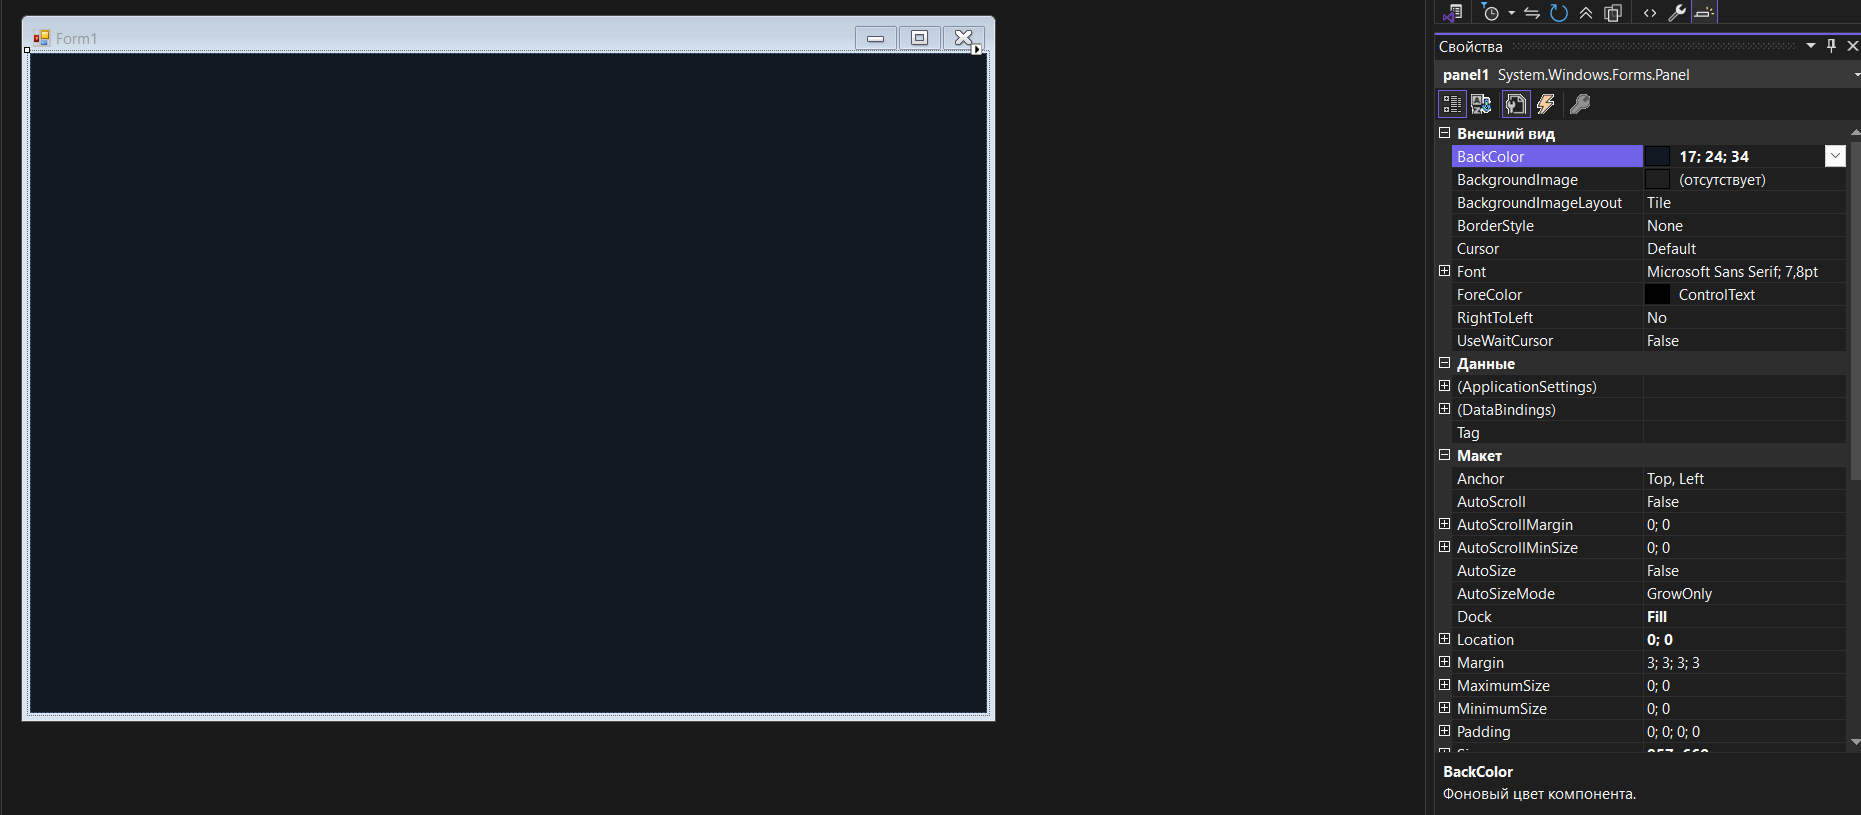 Form1
Свойства
panel1 System.Windows.Forms.Panel
Внешний вид
BackColor 17; 24; 34
BackgroundImage (отсутствует)
BackgroundImageLayout Tile
BorderStyle None
Cursor Default
Font Microsoft Sans Serif; 7,8pt
ForeColor ControlText
RightToLeft No
UseWaitCursor False
Данные
(ApplicationSettings)
(DataBindings)
Tag
Макет
Anchor Top, Left
AutoScroll False
AutoScrollMargin 0; 0
AutoScrollMinSize 0; 0
AutoSize False
AutoSizeMode GrowOnly
Dock Fill
Location 0; 0
Margin 3; 3; 3; 3
MaximumSize 0; 0
MinimumSize 0; 0
Padding 0; 0; 0; 0
BackColor
Фоновый цвет компонента.